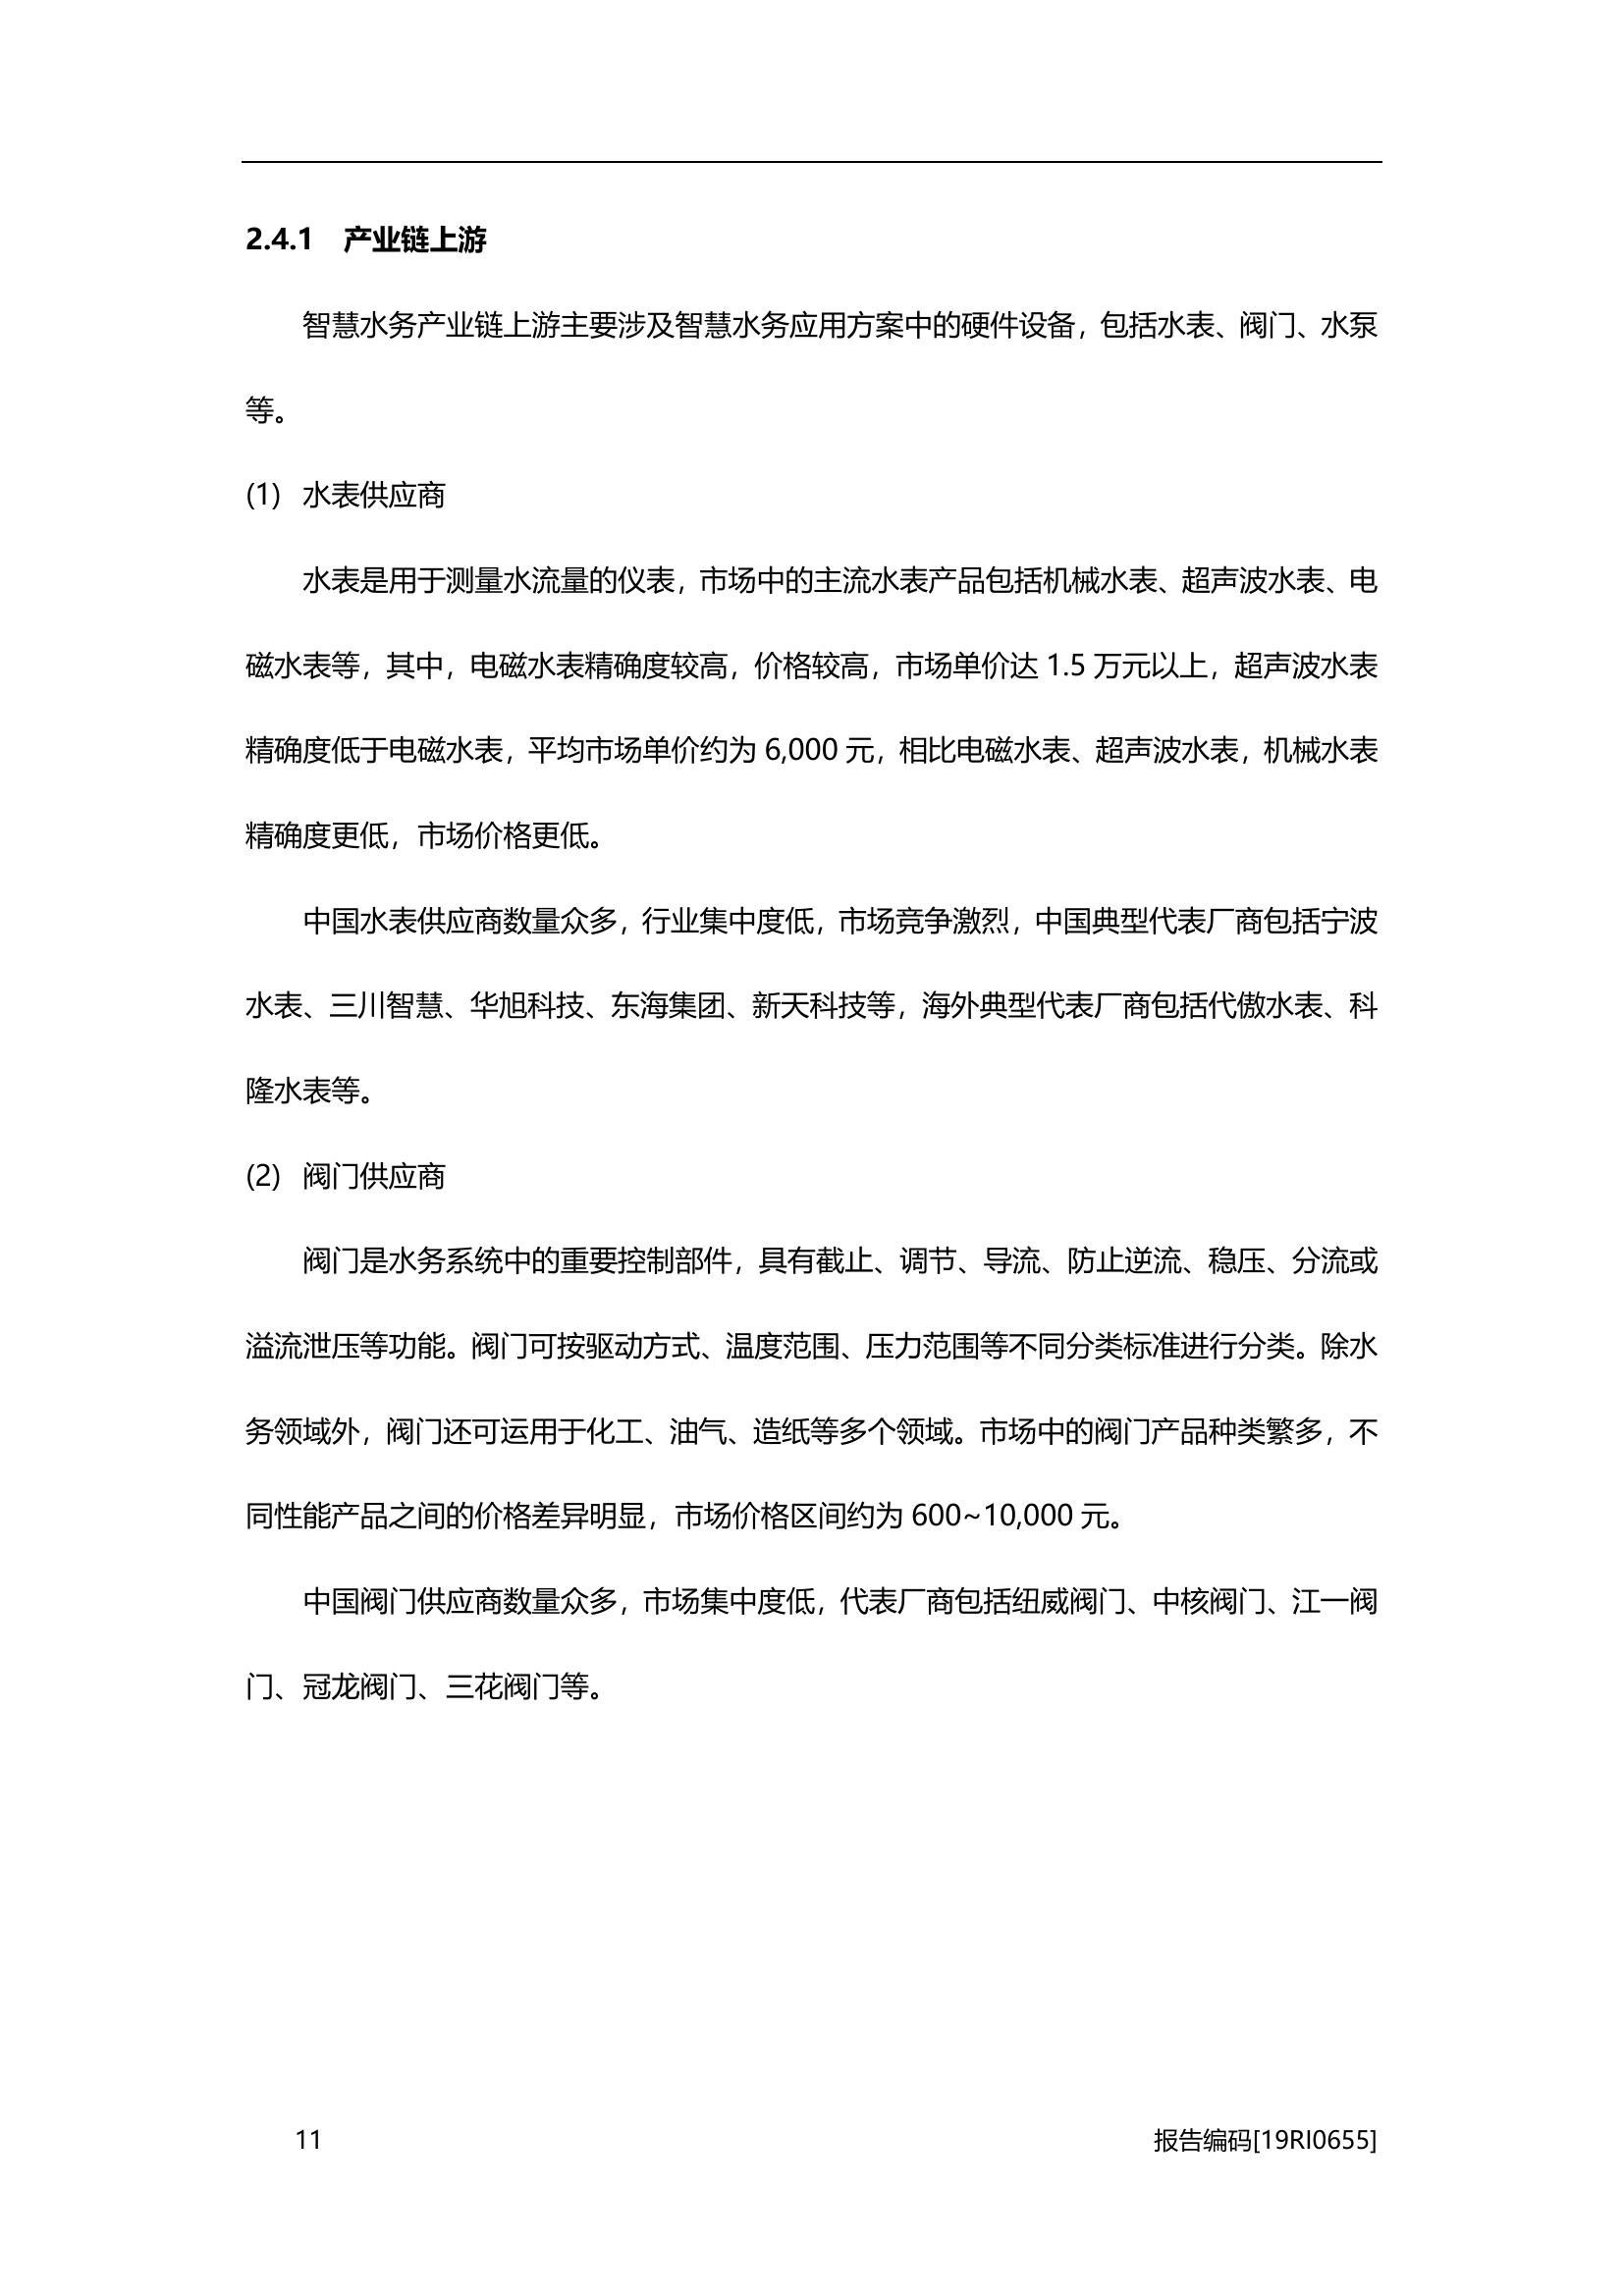 2.4.1 产业链上游
智慧水务产业链上游主要涉及智慧水务应用方案中的硬件设备，包括水表、阀门、水泵
等。
(1) 水表供应商
水表是用于测量水流量的仪表，市场中的主流水表产品包括机械水表、超声波水表、电
磁水表等，其中，电磁水表精确度较高，价格较高，市场单价达 1.5 万元以上，超声波水表
精确度低于电磁水表，平均市场单价约为 6,000 元，相比电磁水表、超声波水表，机械水表
精确度更低，市场价格更低。
中国水表供应商数量众多，行业集中度低，市场竞争激烈，中国典型代表厂商包括宁波
水表、三川智慧、华旭科技、东海集团、新天科技等，海外典型代表厂商包括代傲水表、科
隆水表等。
(2) 阀门供应商
阀门是水务系统中的重要控制部件，具有截止、调节、导流、防止逆流、稳压、分流或
溢流泄压等功能。阀门可按驱动方式、温度范围、压力范围等不同分类标准进行分类。除水
务领域外，阀门还可运用于化工、油气、造纸等多个领域。市场中的阀门产品种类繁多，不
同性能产品之间的价格差异明显，市场价格区间约为 600~10,000 元。
中国阀门供应商数量众多，市场集中度低，代表厂商包括纽威阀门、中核阀门、江一阀
门、冠龙阀门、三花阀门等。
11 报告编码[19RI0655]